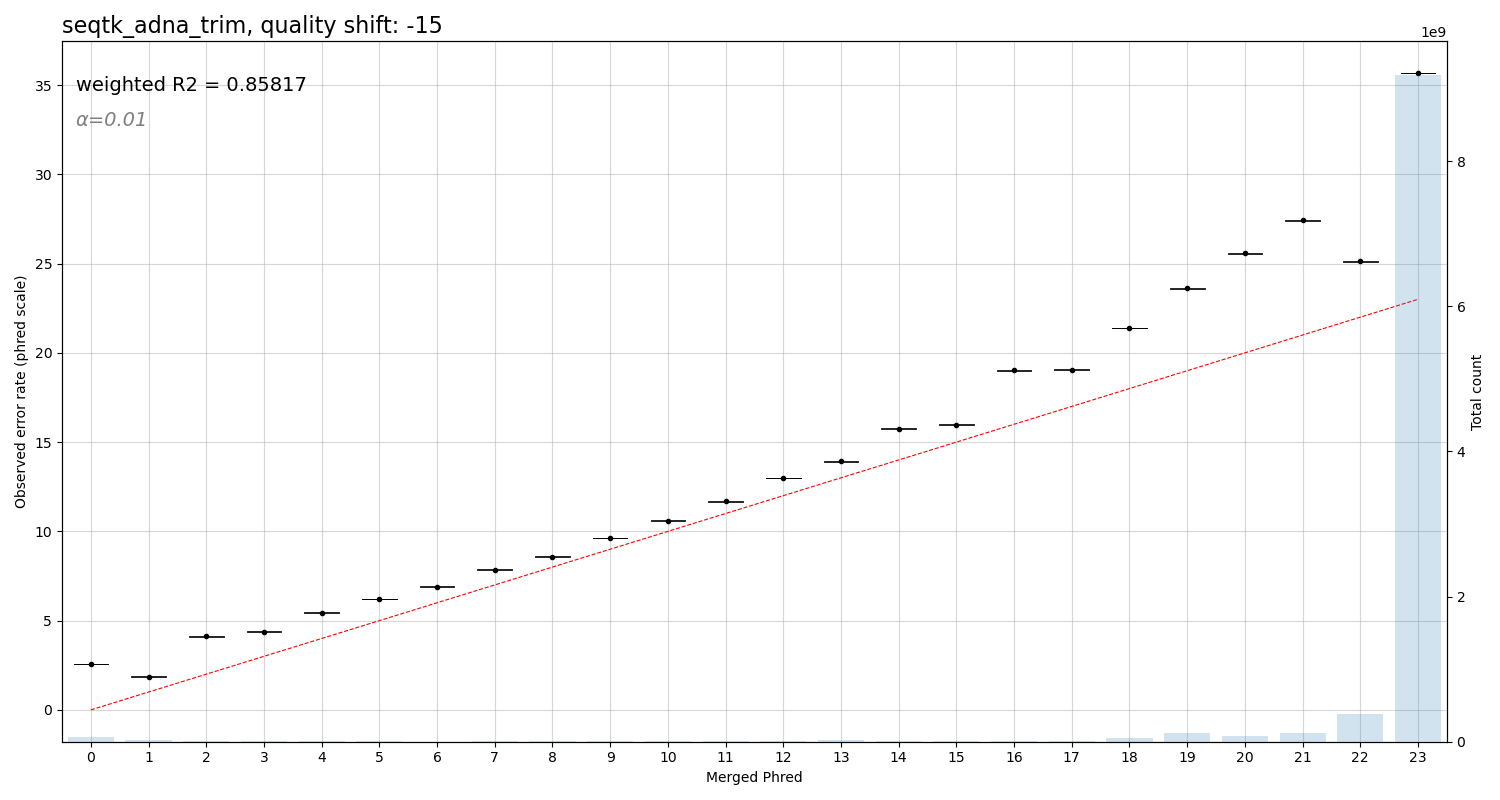 seqtk_adna_trim, quality shift: -15
1e9
weighted R2 = 0.85817
α=0.01
35
30
25
20
15
10
5
0
Observed error rate (phred scale)
8
6
4
2
0
Total count
0 1 2 3 4 5 6 7 8 9 10 11 12 13 14 15 16 17 18 19 20 21 22 23
Merged Phred